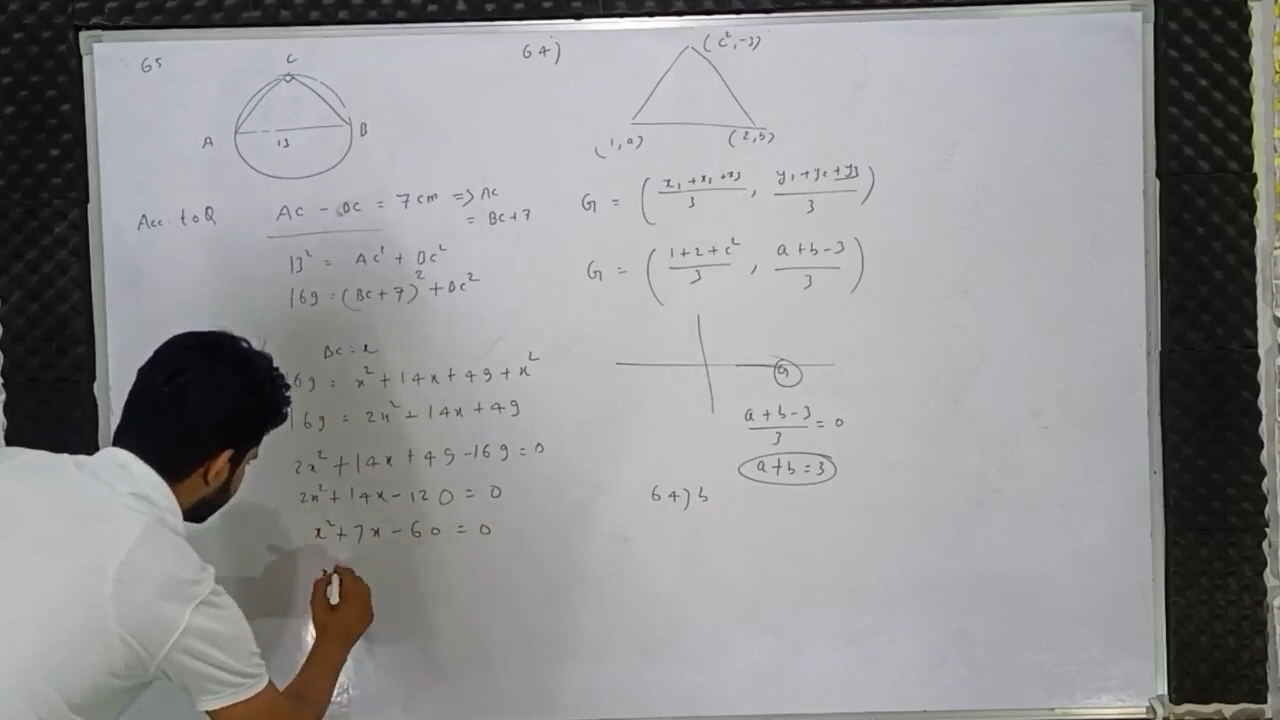 65
C
A
B
13
Acc. to Q AC - BC = 7 cm => AC
= BC+7
13² = AC² + BC²
169 = (BC+7)² + BC²
BC = x
69 = x² + 14x + 49 + x²
169 = 2x² + 14x + 49
2x² + 14x + 49 - 169 = 0
2x² + 14x - 120 = 0
x² + 7x - 60 = 0
64)
(c², -3)
(1, a) (2, b)
G = ( x₁ + x₂ + x₃ / 3 , y₁ + y₂ + y₃ / 3 )
G = ( 1 + 2 + c² / 3 , a + b - 3 / 3 )
G
a + b - 3 / 3 = 0
a + b = 3
64) b